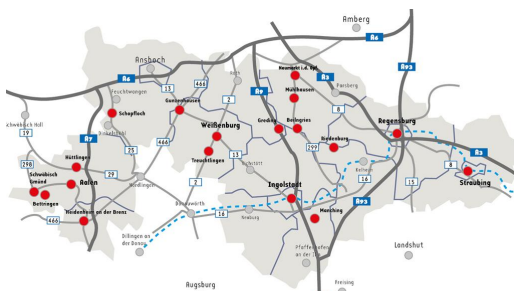 Amberg
A6
A93
Ansbach
A6
466
Roth
A9
Neumarkt i.d. Opf.
A3
Parsberg
Feuchtwangen
13
Gunzenhausen
2
Mühlhausen
8
Schopfloch
Schwäbisch Hall
19
Dinkelsbühl
A7
25
466
Weißenburg
Greding
Beilngries
299
Riedenburg
Regensburg
A3
298
Hüttlingen
Treuchtlingen
13
Eichstätt
Kelheim
8
Schwäbisch
Gmünd
Aalen
29
Nördlingen
2
16
15
Straubing
Bettringen
Ingolstadt
Heidenheim an der Brenz
Donauwörth
16
Neuburg
Manching
A93
466
Dillingen an
der Donau
Pfaffenhofen
an der Ilm
Landshut
Augsburg
Freising